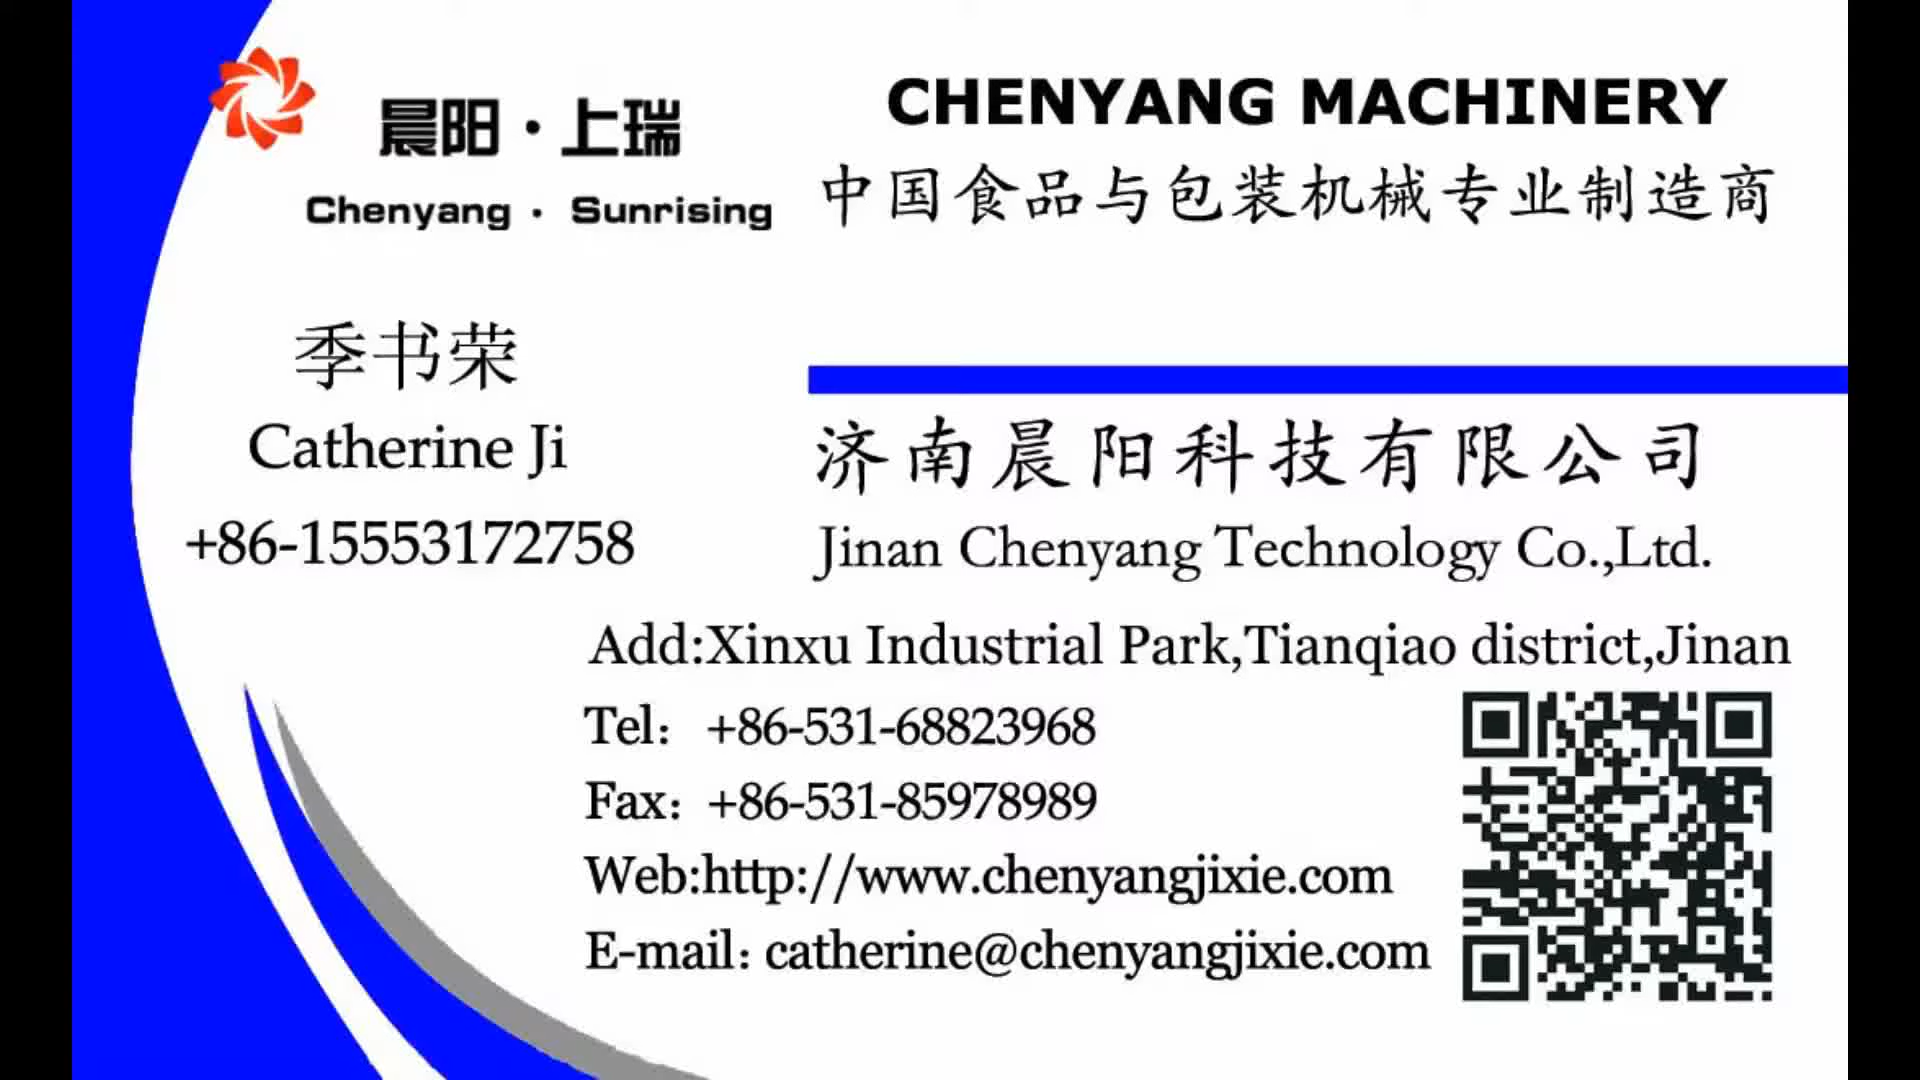 晨阳·上瑞
Chenyang · Sunrising
CHENYANG MACHINERY
中国食品与包装机械专业制造商
季书荣
Catherine Ji
+86-15553172758
济南晨阳科技有限公司
Jinan Chenyang Technology Co.,Ltd.
Add:Xinxu Industrial Park,Tianqiao district,Jinan
Tel：+86-531-68823968
Fax：+86-531-85978989
Web:http://www.chenyangjixie.com
E-mail：catherine@chenyangjixie.com